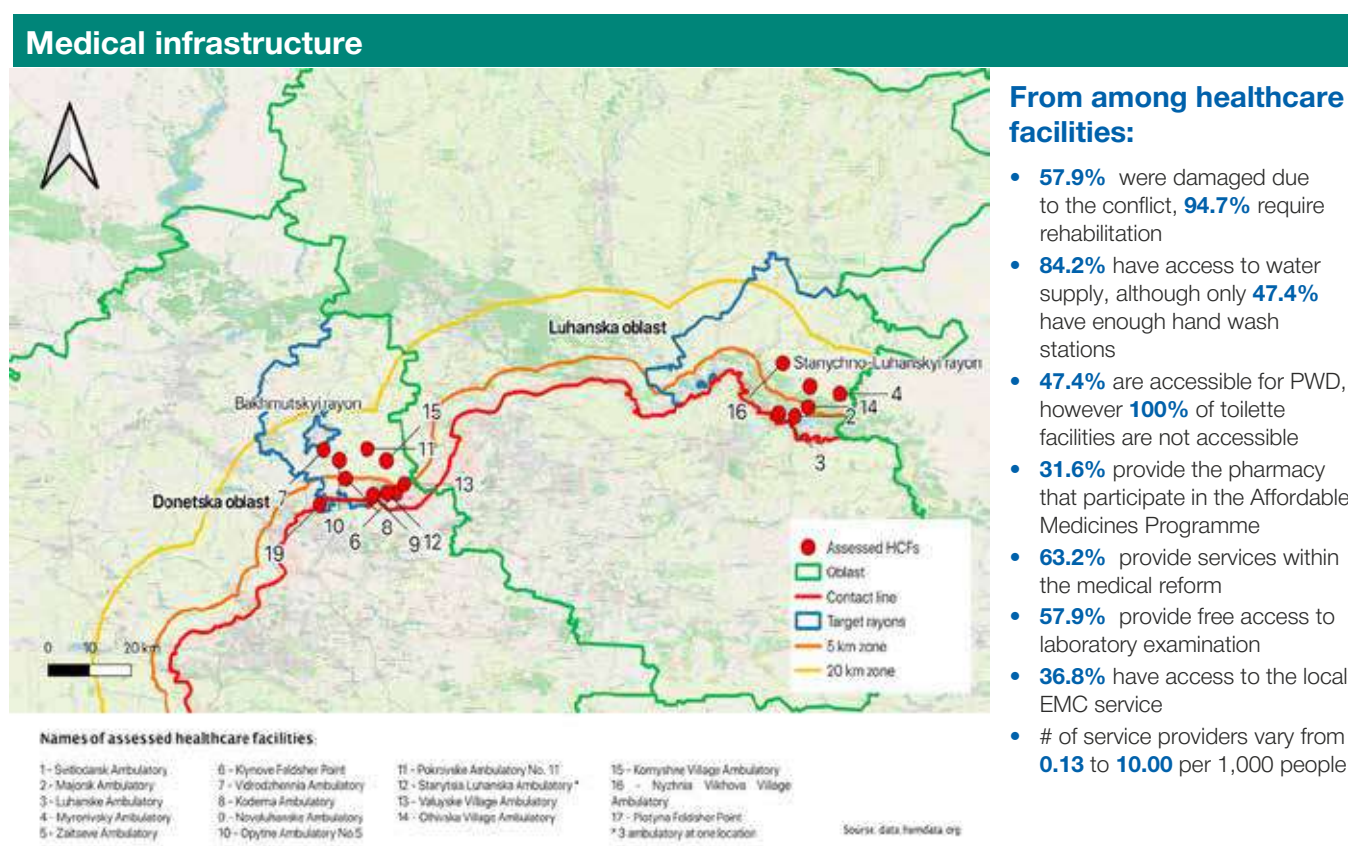 Medical infrastructure
From among healthcare
facilities:
• 57.9% were damaged due
to the conflict, 94.7% require
rehabilitation
• 84.2% have access to water
supply, although only 47.4%
have enough hand wash
stations
• 47.4% are accessible for PWD,
however 100% of toilette
facilities are not accessible
• 31.6% provide the pharmacy
that participate in the Affordable
Medicines Programme
• 63.2% provide services within
the medical reform
• 57.9% provide free access to
laboratory examination
• 36.8% have access to the local
EMC service
• # of service providers vary from
0.13 to 10.00 per 1,000 people
Luhanska oblast
Stanychno-Luhanskyi rayon
4
16
14
2
3
Bakhmutskyi rayon
15
11
13
7
Donetska oblast
10
6
8
9
12
19
0 10 20 km
Assessed HCFs
Oblast
Contact line
Target rayons
5 km zone
20 km zone
Names of assessed healthcare facilities:
1 - Svitlodarsk Ambulatory
2 - Majorsk Ambulatory
3 - Luhanske Ambulatory
4 - Myronivsky Ambulatory
5 - Zaitseve Ambulatory
6 - Klynove Feldsher Point
7 - Vidrodzhennia Ambulatory
8 - Kodema Ambulatory
9 - Novoluhanske Ambulatory
10 - Opytne Ambulatory No.5
11 - Pokrovske Ambulatory No. 11
12 - Stanytsia Luhanska Ambulatory*
13 - Valuyske Village Ambulatory
14 - Olhivska Village Ambulatory
15 - Komyshne Village Ambulatory
16 - Nyzhnia Vilkhova Village
Ambulatory
17 - Plotyna Feldsher Point
* 3 ambulatory at one location
data.humdata.org